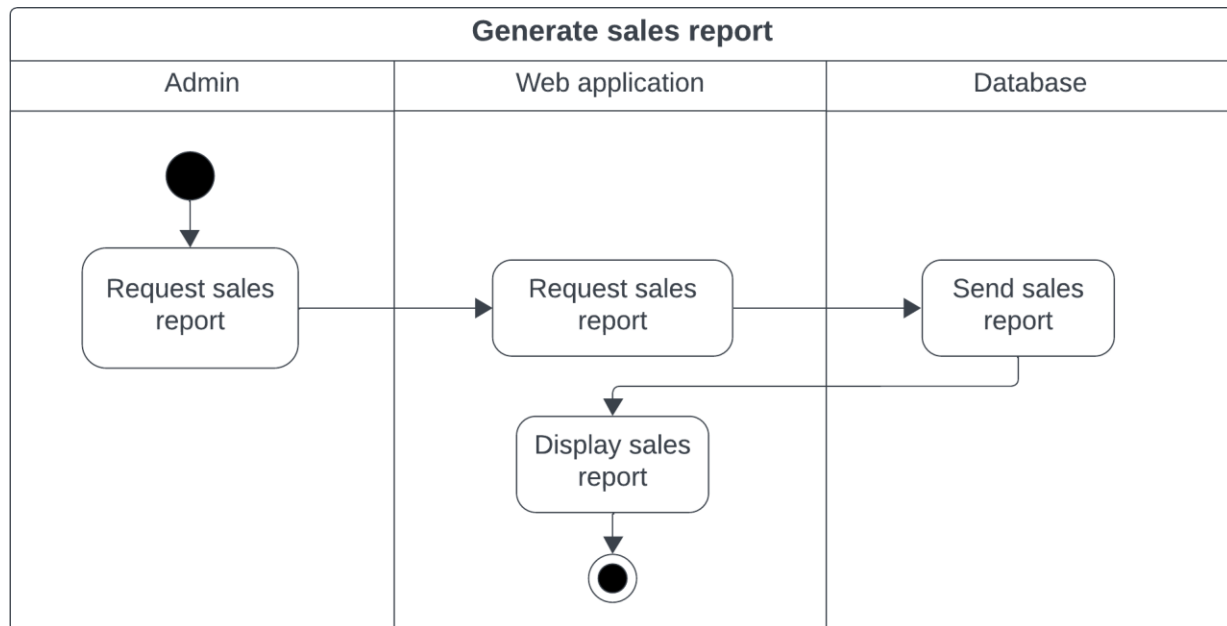 Generate sales report
Admin
Web application
Database
Request sales
report
Request sales
report
Send sales
report
Display sales
report